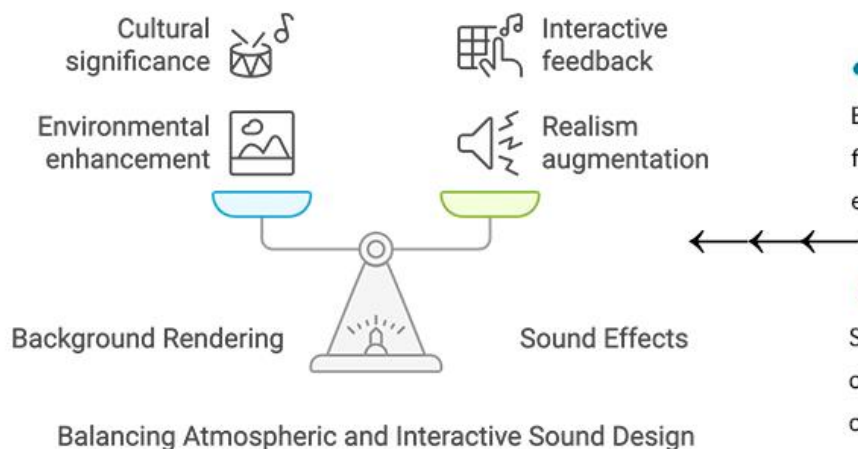 Cultural
significance
Interactive
feedback
Environmental
enhancement
Realism
augmentation
Background Rendering
Sound Effects
Balancing Atmospheric and Interactive Sound Design